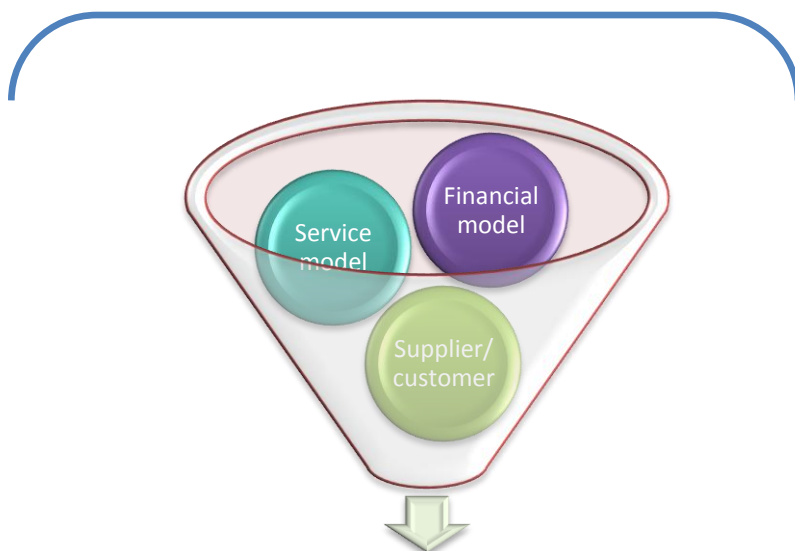 Financial
model
Service
model
Supplier/
customer